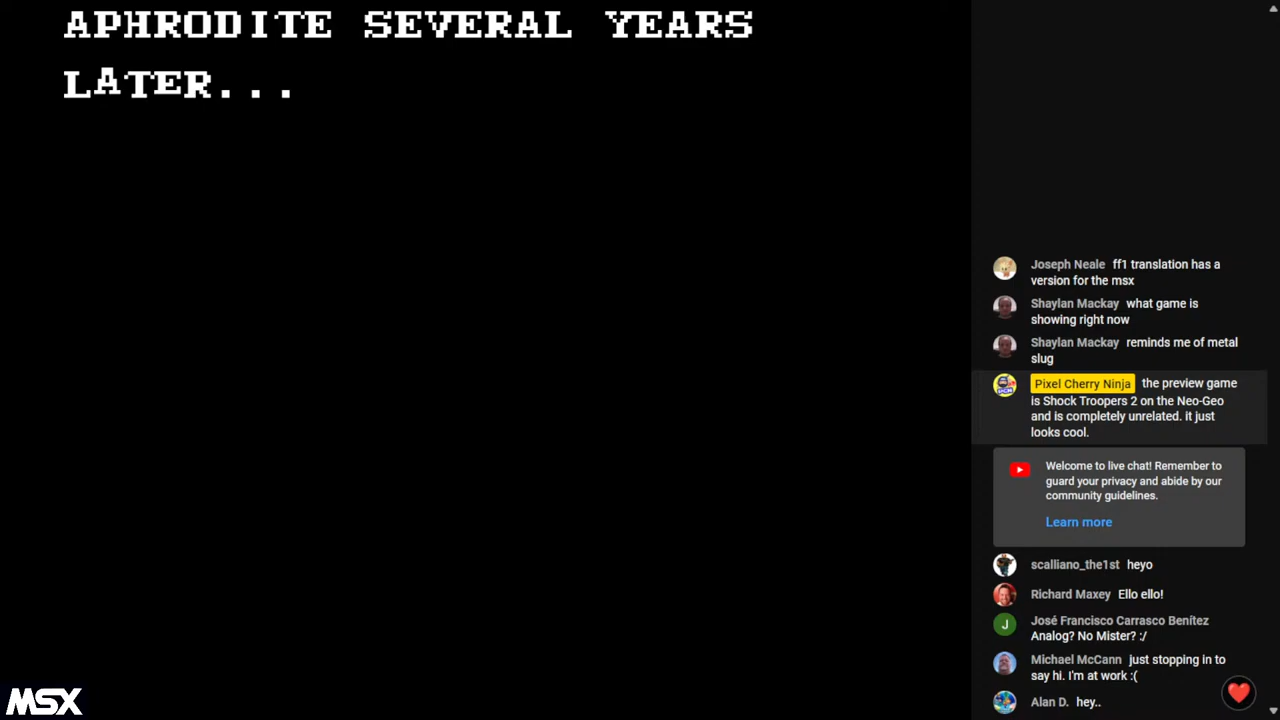 APHRODITE SEVERAL YEARS
LATER...
Joseph Neale ff1 translation has a
version for the msx
Shaylan Mackay what game is
showing right now
Shaylan Mackay reminds me of metal
slug
Pixel Cherry Ninja the preview game
is Shock Troopers 2 on the Neo-Geo
and is completely unrelated. It just
looks cool.
Welcome to live chat! Remember to
guard your privacy and abide by our
community guidelines.
Learn more
scalliano_the1st heyo
Richard Maxey Ello ello!
J
José Francisco Carrasco Benítez
Analog? No Mister? :/
Michael McCann just stopping in to
say hi. I'm at work :(
Alan D. hey..
MSX